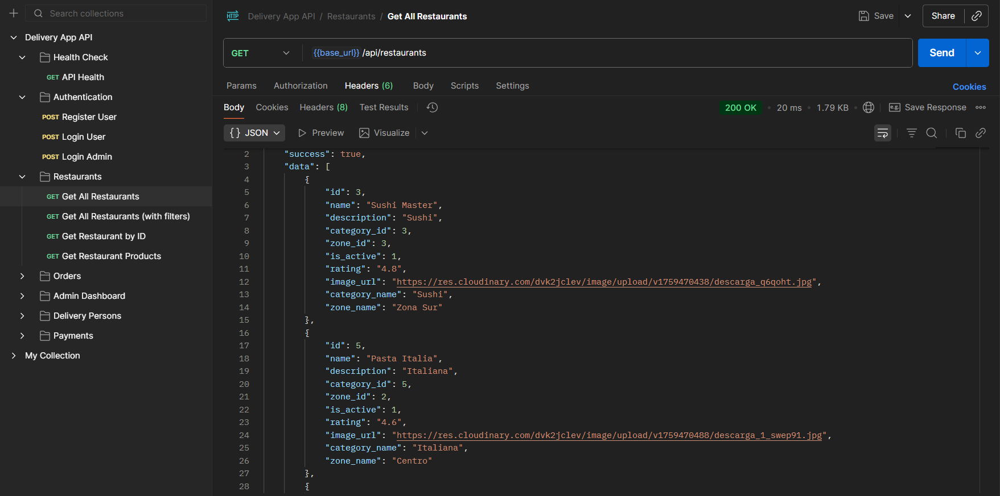 Search collections
Delivery App API
Health Check
GET API Health
Authentication
POST Register User
POST Login User
POST Login Admin
Restaurants
GET Get All Restaurants
GET Get All Restaurants (with filters)
GET Get Restaurant by ID
GET Get Restaurant Products
Orders
Admin Dashboard
Delivery Persons
Payments
My Collection
HTTP Delivery App API / Restaurants / Get All Restaurants
Save Share
GET {{base_url}} /api/restaurants
Send
Params Authorization Headers (6) Body Scripts Settings Cookies
Body Cookies Headers (8) Test Results 200 OK • 20 ms • 1.79 KB • e.g. Save Response
{} JSON Preview Visualize
2 "success": true,
3 "data": [
4 {
5 "id": 3,
6 "name": "Sushi Master",
7 "description": "Sushi",
8 "category_id": 3,
9 "zone_id": 3,
10 "is_active": 1,
11 "rating": "4.8",
12 "image_url": "https://res.cloudinary.com/dvk2jclev/image/upload/v1759470438/descarga_q6qoht.jpg",
13 "category_name": "Sushi",
14 "zone_name": "Zona Sur"
15 },
16 {
17 "id": 5,
18 "name": "Pasta Italia",
19 "description": "Italiana",
20 "category_id": 5,
21 "zone_id": 2,
22 "is_active": 1,
23 "rating": "4.6",
24 "image_url": "https://res.cloudinary.com/dvk2jclev/image/upload/v1759470488/descarga_1_swep91.jpg",
25 "category_name": "Italiana",
26 "zone_name": "Centro"
27 },
28 {